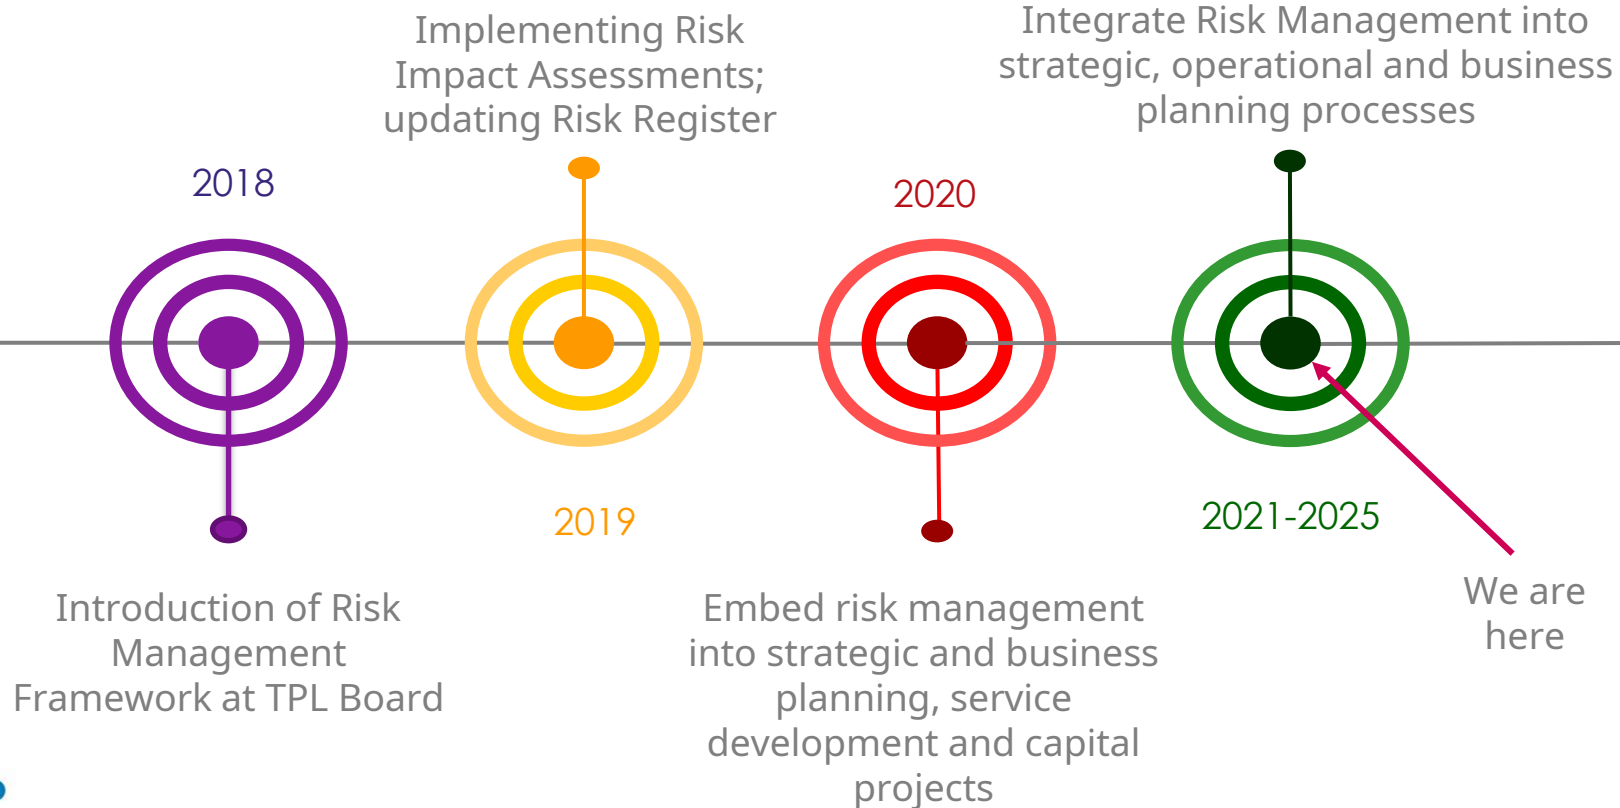 2018
Introduction of Risk
Management
Framework at TPL Board
Implementing Risk
Impact Assessments;
updating Risk Register
2019
2020
Embed risk management
into strategic and business
planning, service
development and capital
projects
Integrate Risk Management into
strategic, operational and business
planning processes
2021-2025
We are
here